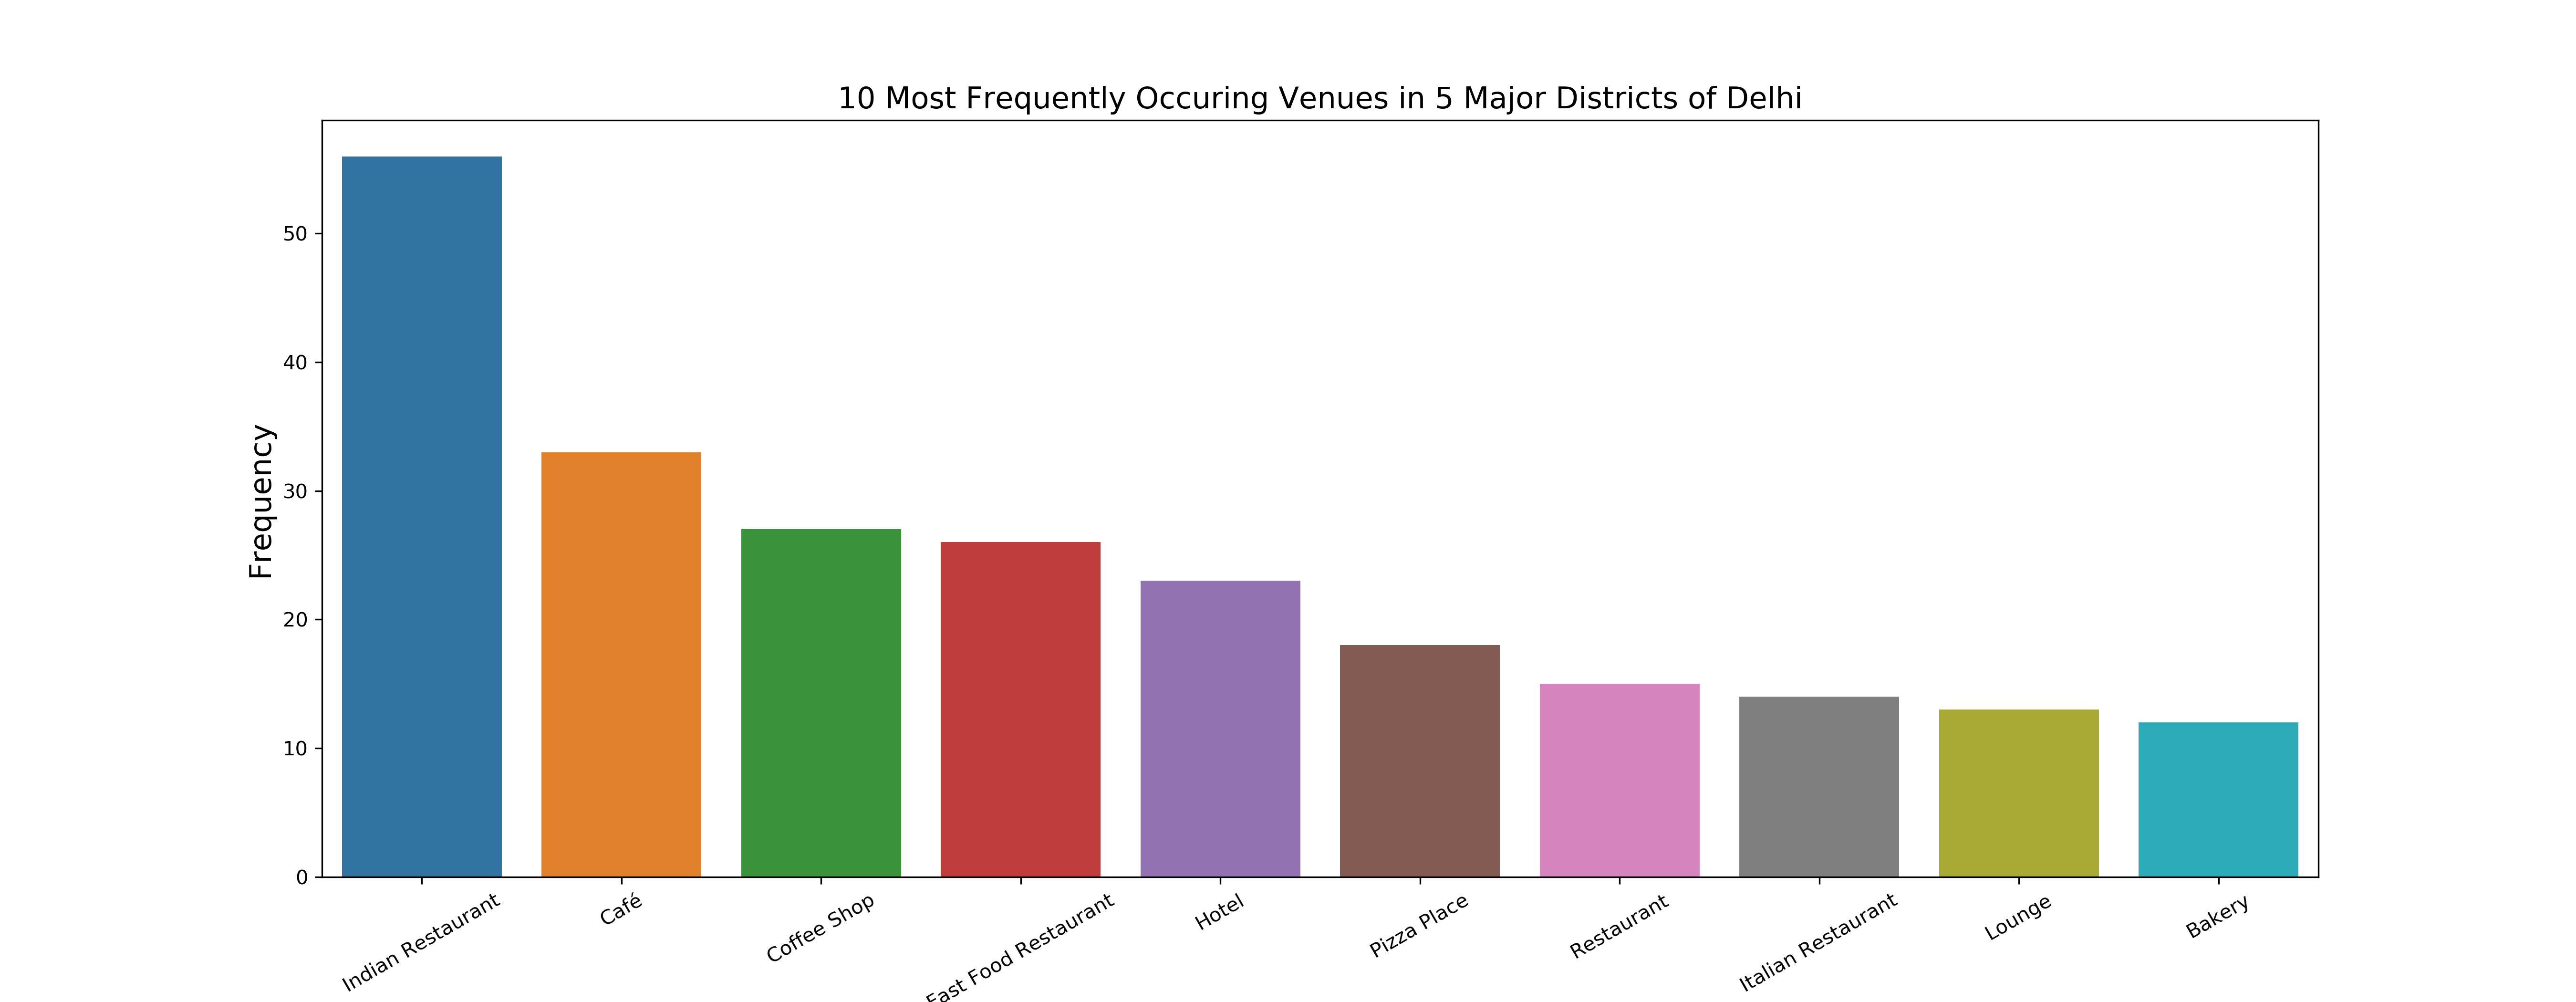 10 Most Frequently Occuring Venues in 5 Major Districts of Delhi
Frequency
50
40
30
20
10
0
Indian Restaurant
Café
Coffee Shop
Fast Food Restaurant
Hotel
Pizza Place
Restaurant
Italian Restaurant
Lounge
Bakery